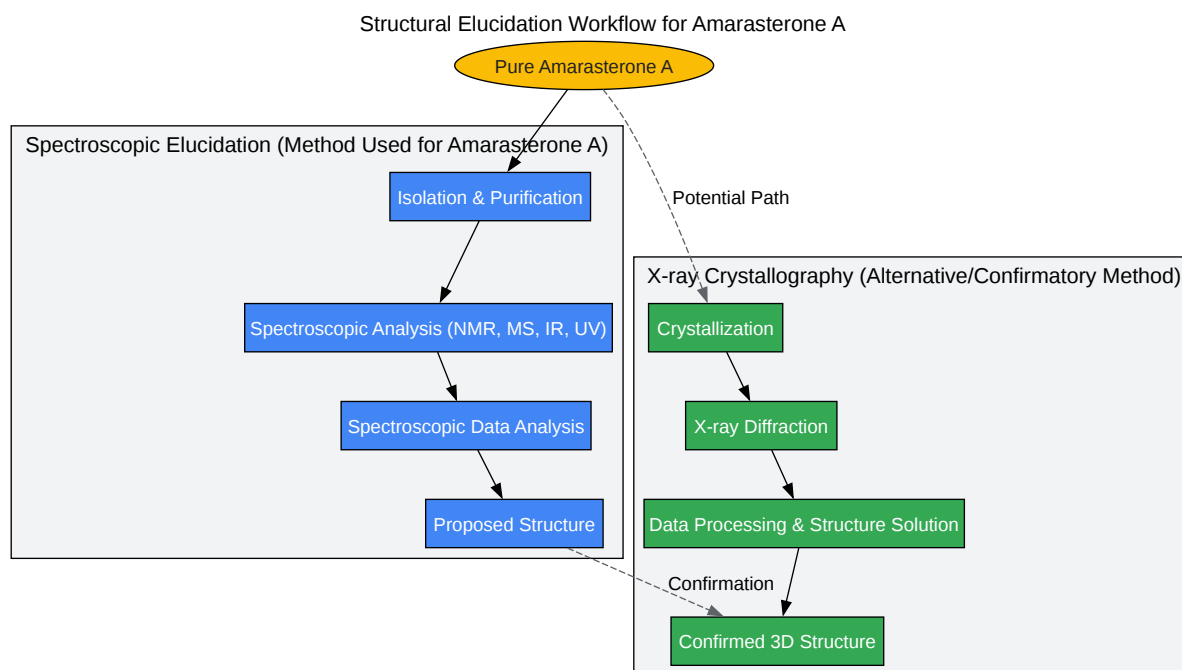 Structural Elucidation Workflow for Amarasterone A
Pure Amarasterone A
Spectroscopic Elucidation (Method Used for Amarasterone A)
Isolation & Purification
Spectroscopic Analysis (NMR, MS, IR, UV)
Spectroscopic Data Analysis
Proposed Structure
Potential Path
X-ray Crystallography (Alternative/Confirmatory Method)
Crystallization
X-ray Diffraction
Data Processing & Structure Solution
Confirmation
Confirmed 3D Structure